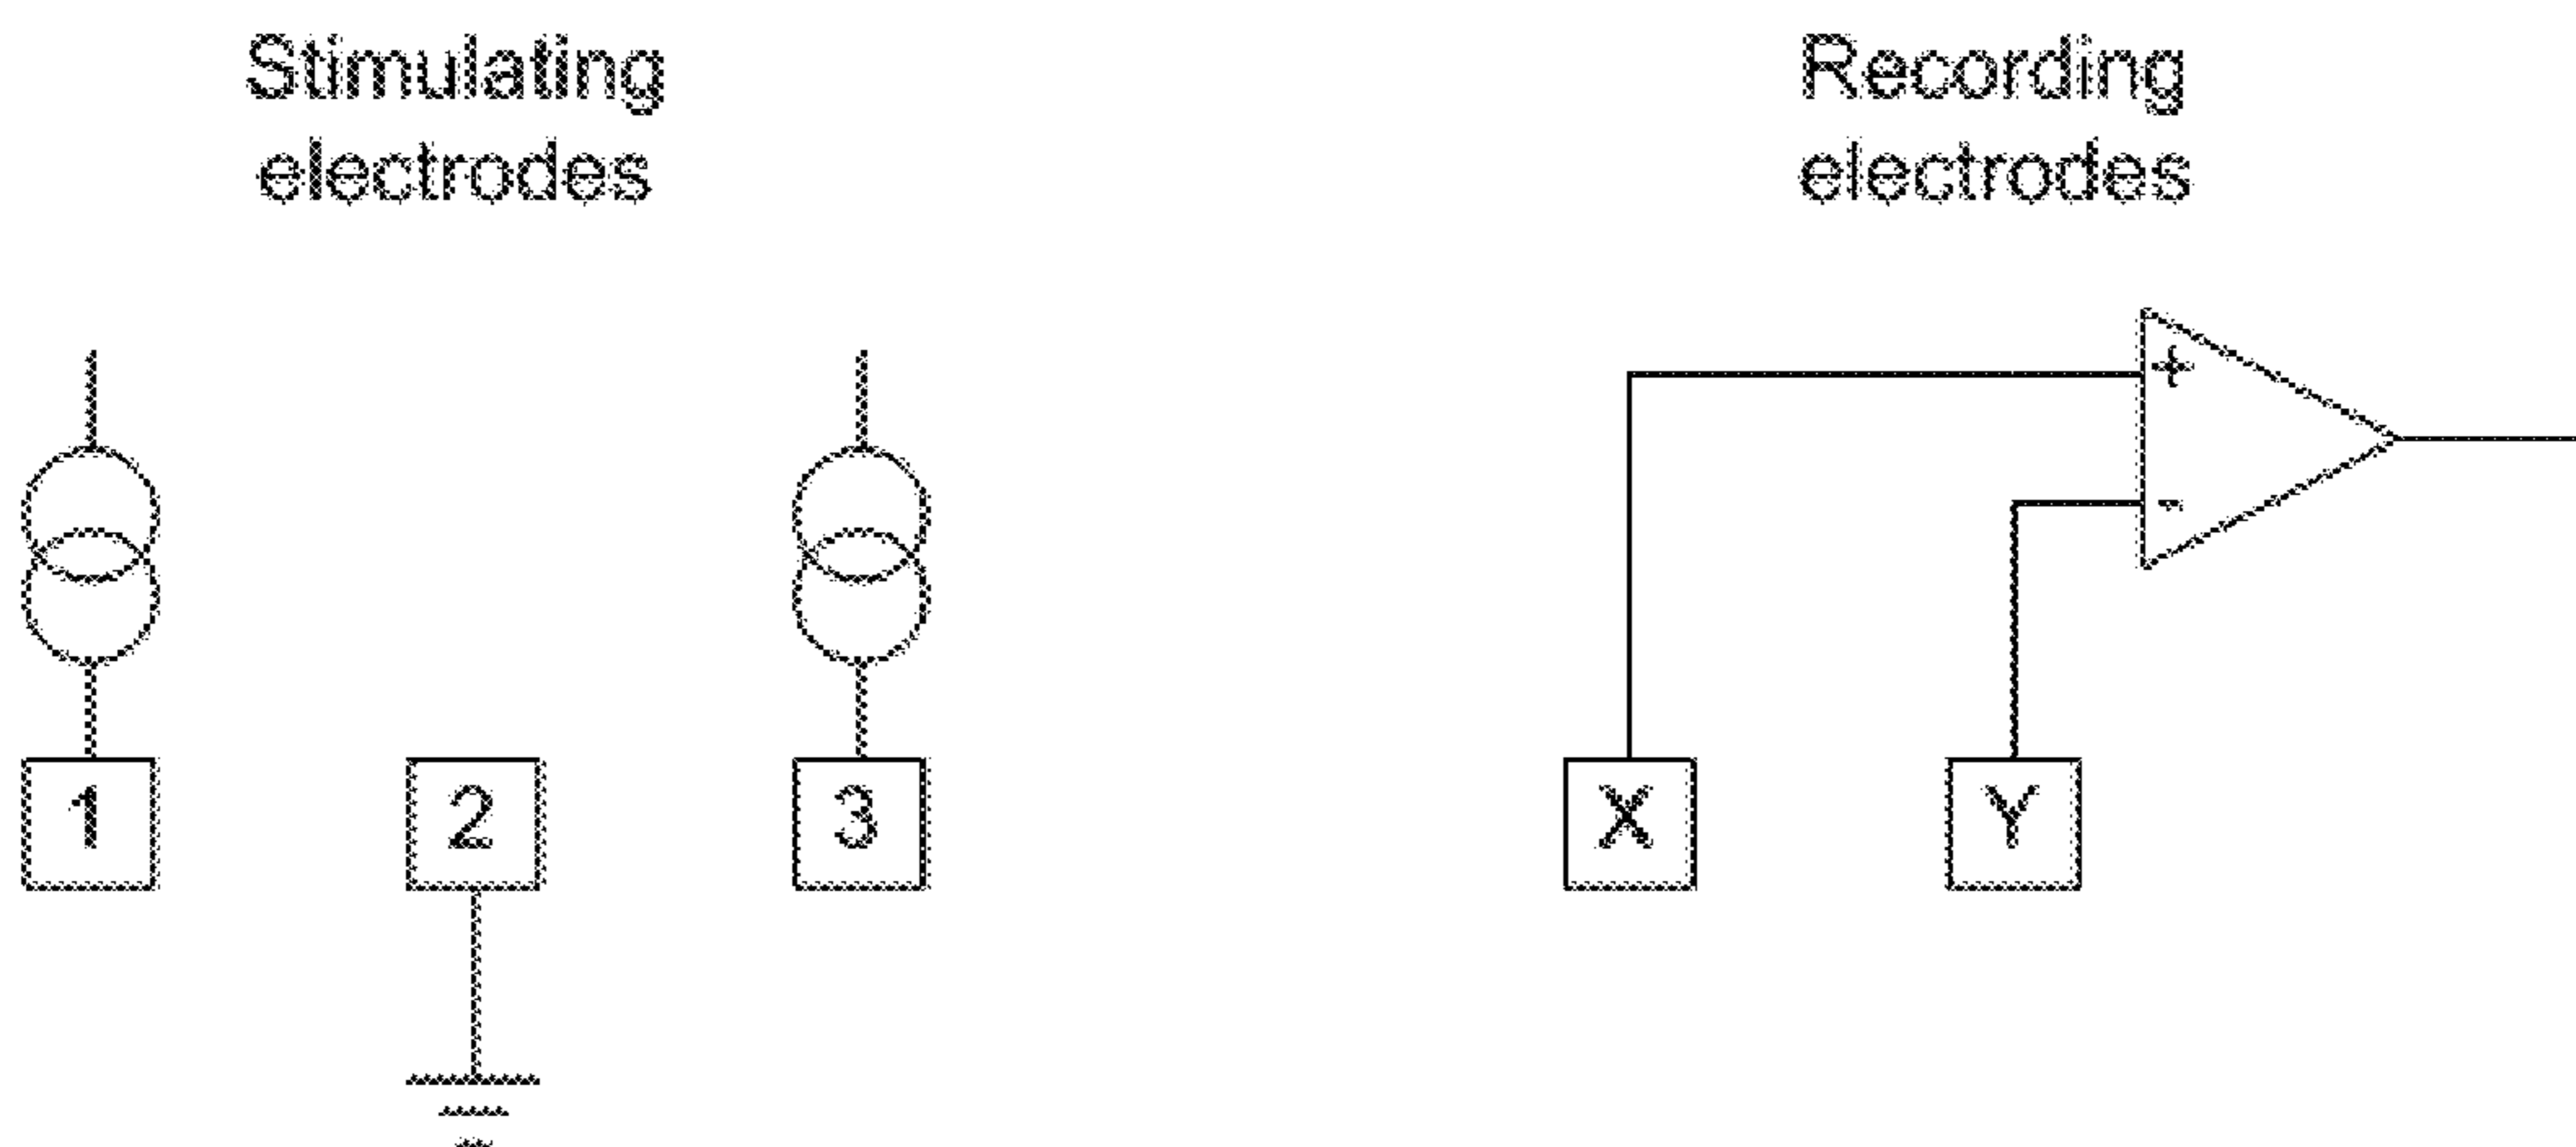 Stimulating
electrodes
Recording
electrodes
+
-
1
2
3
X
Y